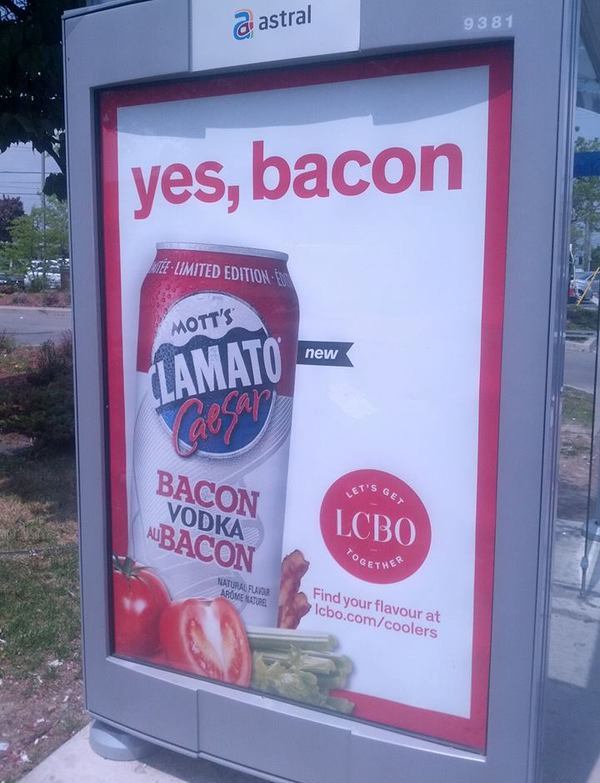 astral
9381
yes, bacon
LIMITED EDITION
MOTT'S
CLAMATO
Caesar
new
BACON
VODKA
AU BACON
NATURAL FLAVOUR
ARÔME NATUREL
LET'S GET
LCBO
TOGETHER
Find your flavour at
lcbo.com/coolers